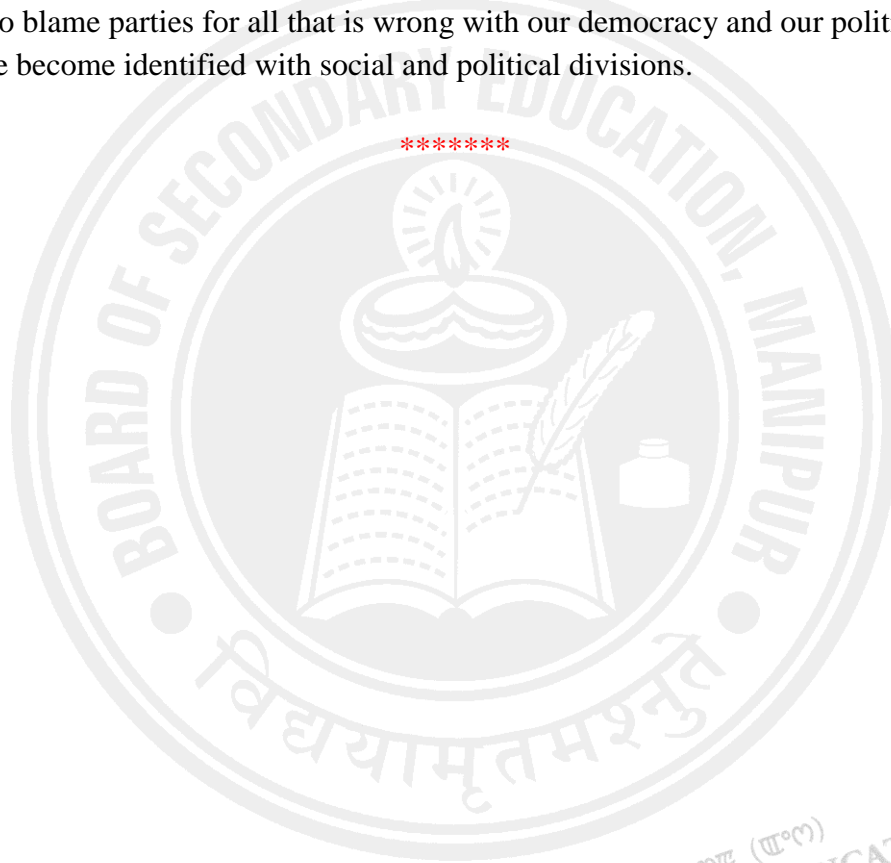 o blame parties for all that is wrong with our democracy and our polit
e become identified with social and political divisions.
*******
BOARD OF SECONDARY EDUCATION, MANIPUR
विद्ययामृतमश्नुते